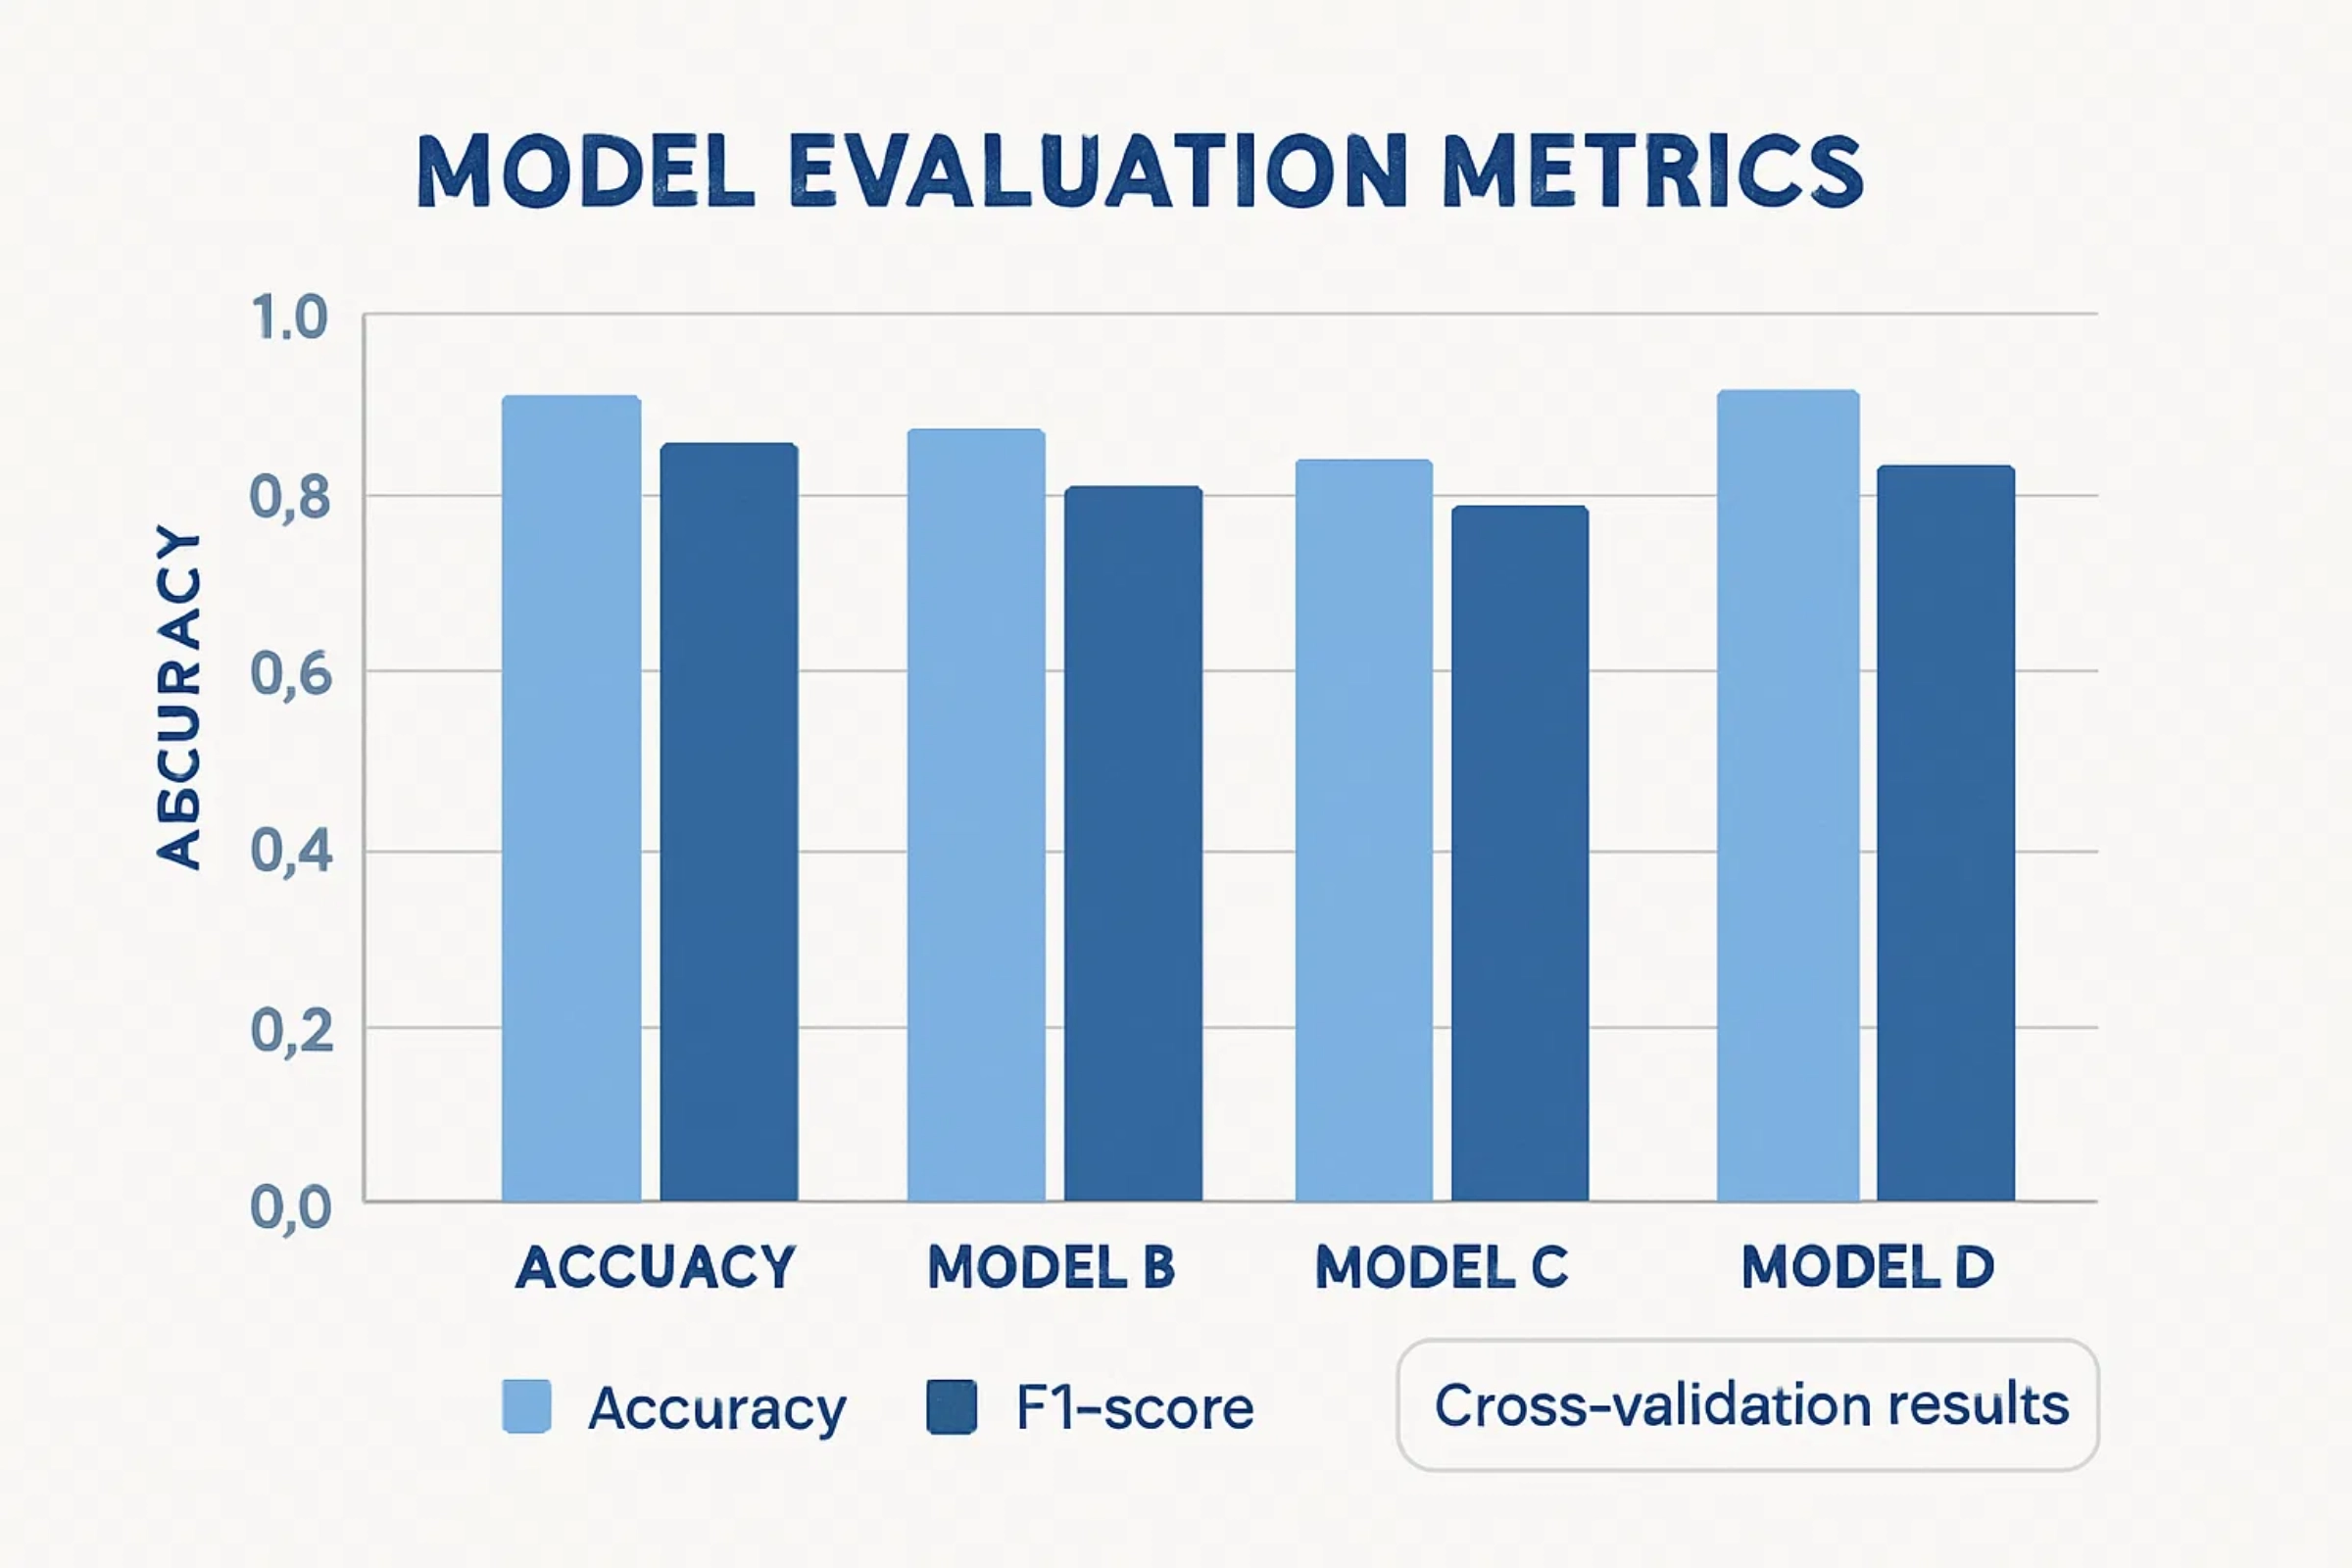 MODEL EVALUATION METRICS
1.0
0,8
0,6
0,4
0,2
0,0
ABCURACY
ACCUACY
MODEL B
MODEL C
MODEL D
Accuracy
F1-score
Cross-validation results